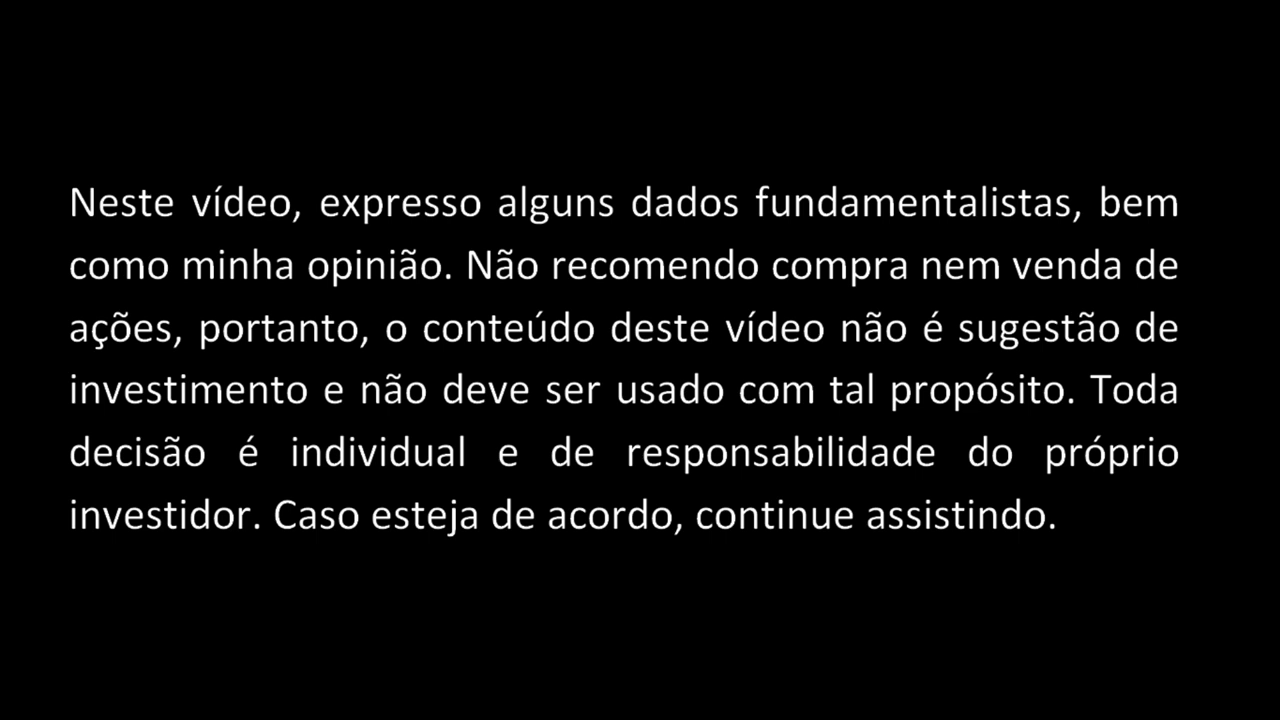 Neste vídeo, expresso alguns dados fundamentalistas, bem
como minha opinião. Não recomendo compra nem venda de
ações, portanto, o conteúdo deste vídeo não é sugestão de
investimento e não deve ser usado com tal propósito. Toda
decisão é individual e de responsabilidade do próprio
investidor. Caso esteja de acordo, continue assistindo.